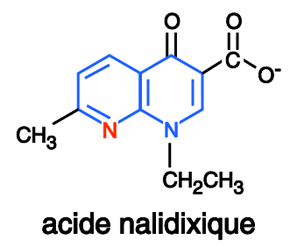 O O
C
O-
CH₃ N N
CH₂CH₃
acide nalidixique